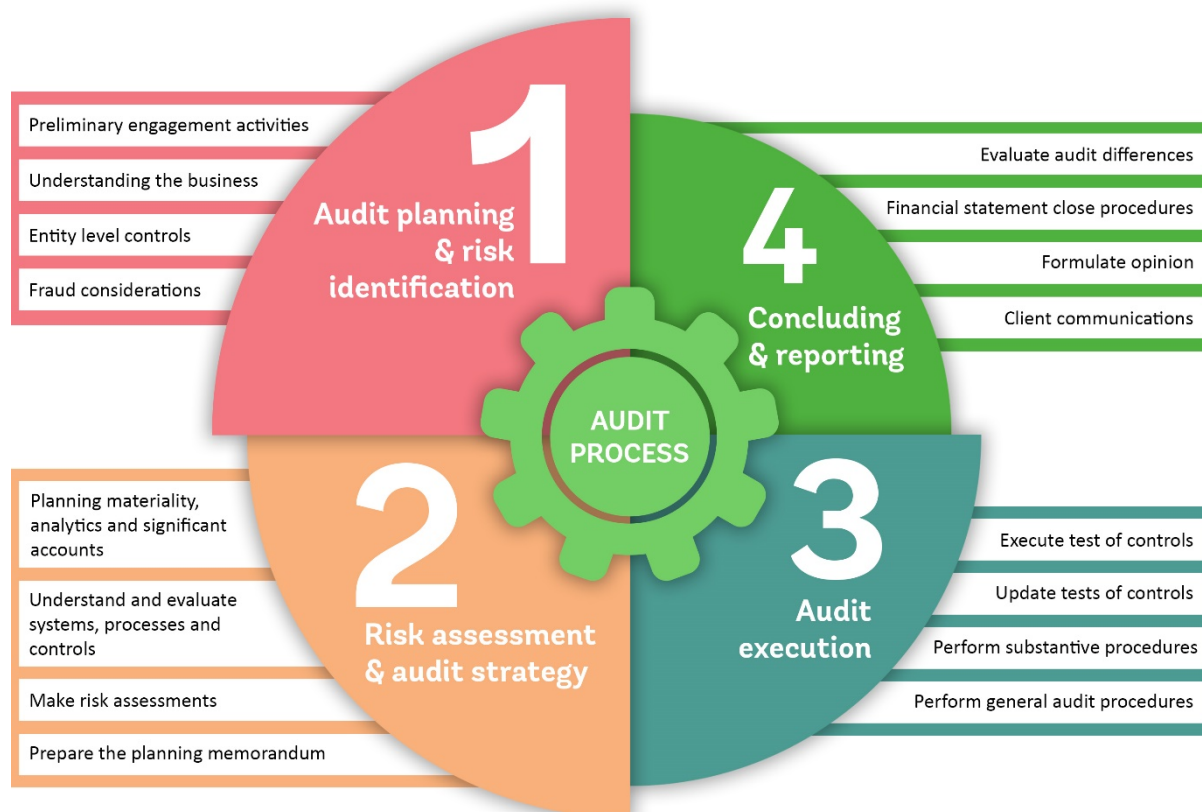 1
Audit planning
& risk
identification
Preliminary engagement activities
Understanding the business
Entity level controls
Fraud considerations
2
Risk assessment
& audit strategy
Planning materiality,
analytics and significant
accounts
Understand and evaluate
systems, processes and
controls
Make risk assessments
Prepare the planning memorandum
3
Audit
execution
Execute test of controls
Update tests of controls
Perform substantive procedures
Perform general audit procedures
4
Concluding
& reporting
Evaluate audit differences
Financial statement close procedures
Formulate opinion
Client communications
AUDIT
PROCESS